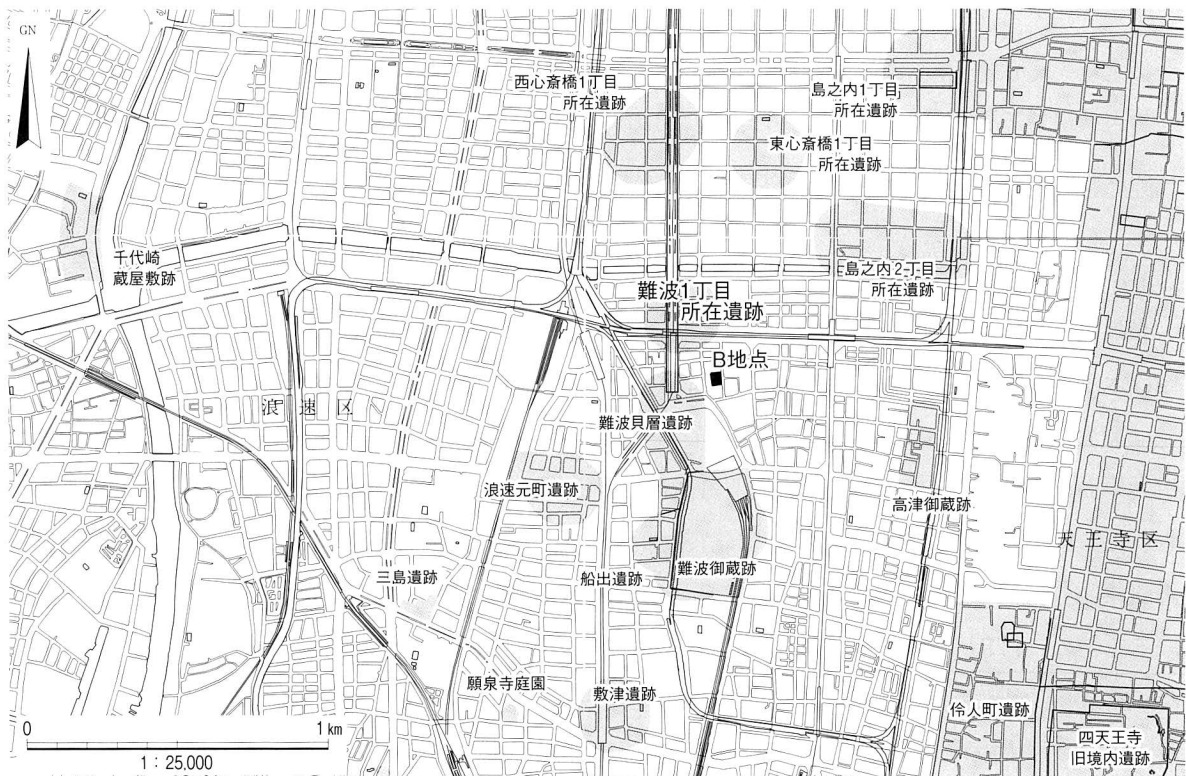 GN
西心斎橋1丁目
所在遺跡
島之内1丁目
所在遺跡
東心斎橋1丁目
所在遺跡
千代崎
蔵屋敷跡
島之内2丁目
所在遺跡
難波1丁目
所在遺跡
B地点
浪速区
難波貝層遺跡
浪速元町遺跡
高津御蔵跡
天王寺区
三島遺跡
船出遺跡
難波御蔵跡
願泉寺庭園
敷津遺跡
伶人町遺跡
四天王寺
旧境内遺跡
0 1km
1:25,000